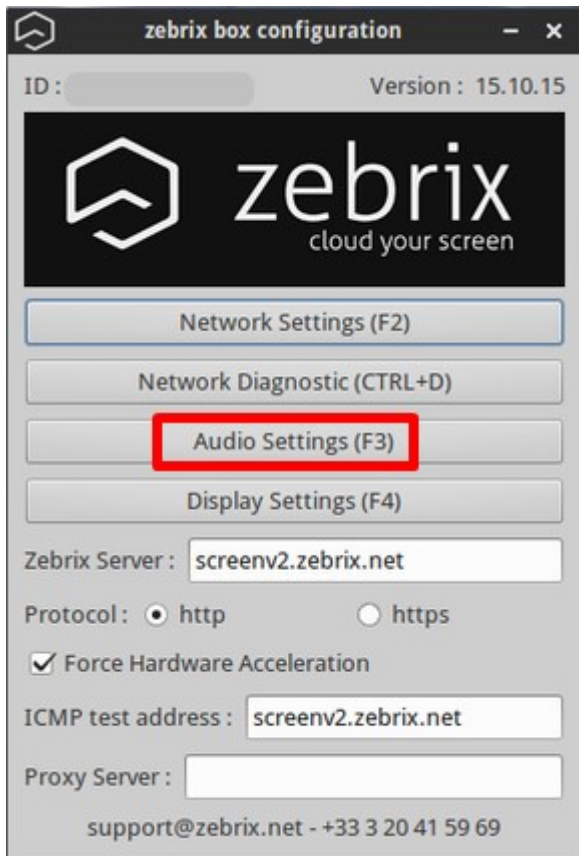 zebrix box configuration
ID : Version : 15.10.15
zebrix
cloud your screen
Network Settings (F2)
Network Diagnostic (CTRL+D)
Audio Settings (F3)
Display Settings (F4)
Zebrix Server : screenv2.zebrix.net
Protocol : http https
Force Hardware Acceleration
ICMP test address : screenv2.zebrix.net
Proxy Server :
support@zebrix.net - +33 3 20 41 59 69